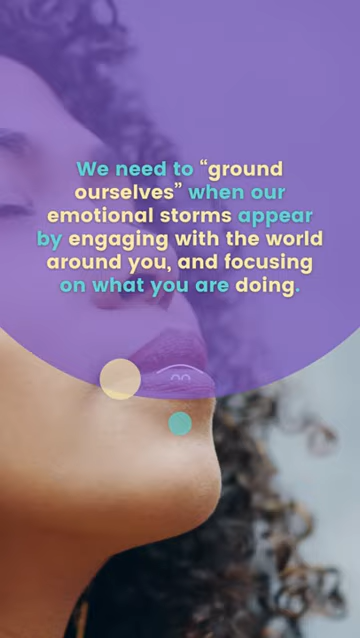 We need to “ground
ourselves” when our
emotional storms appear
by engaging with the world
around you, and focusing
on what you are doing.